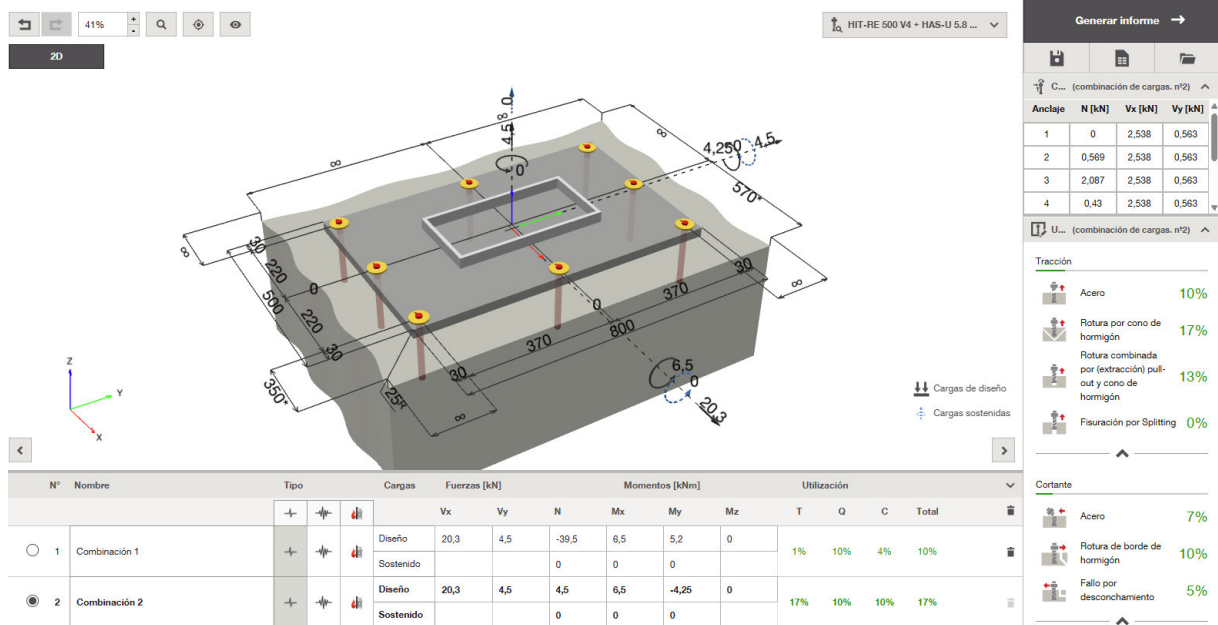 41%
+
-
HIT-RE 500 V4 + HAS-U 5.8 ...
Generar informe
2D
C... (combinación de cargas. nº2)
Anclaje N [kN] Vx [kN] Vy [kN]
1 0 2,538 0,563
2 0,569 2,538 0,563
3 2,087 2,538 0,563
4 0,43 2,538 0,563
U... (combinación de cargas. nº2)
Tracción
Acero 10%
Rotura por cono de
hormigón 17%
Rotura combinada
por (extracción) pull-
out y cono de
hormigón 13%
Fisuración por Splitting 0%
Cortante
Acero 7%
Rotura de borde de
hormigón 10%
Fallo por
desconchamiento 5%
0
4,5 8
0
4,250
4,5
∞
∞
570*
∞
30
220
0
500
220
30
350*
25R
∞
30
370
800
370
30
∞
0
6,5
0
20,3
Z
Y
X
Cargas de diseño
Cargas sostenidas
Nº Nombre Tipo Cargas Fuerzas [kN] Momentos [kNm] Utilización
Vx Vy N Mx My Mz T Q C Total
1 Combinación 1 Diseño 20,3 4,5 -39,5 6,5 5,2 0 1% 10% 4% 10%
Sostenido 0 0 0
2 Combinación 2 Diseño 20,3 4,5 4,5 6,5 -4,25 0 17% 10% 10% 17%
Sostenido 0 0 0